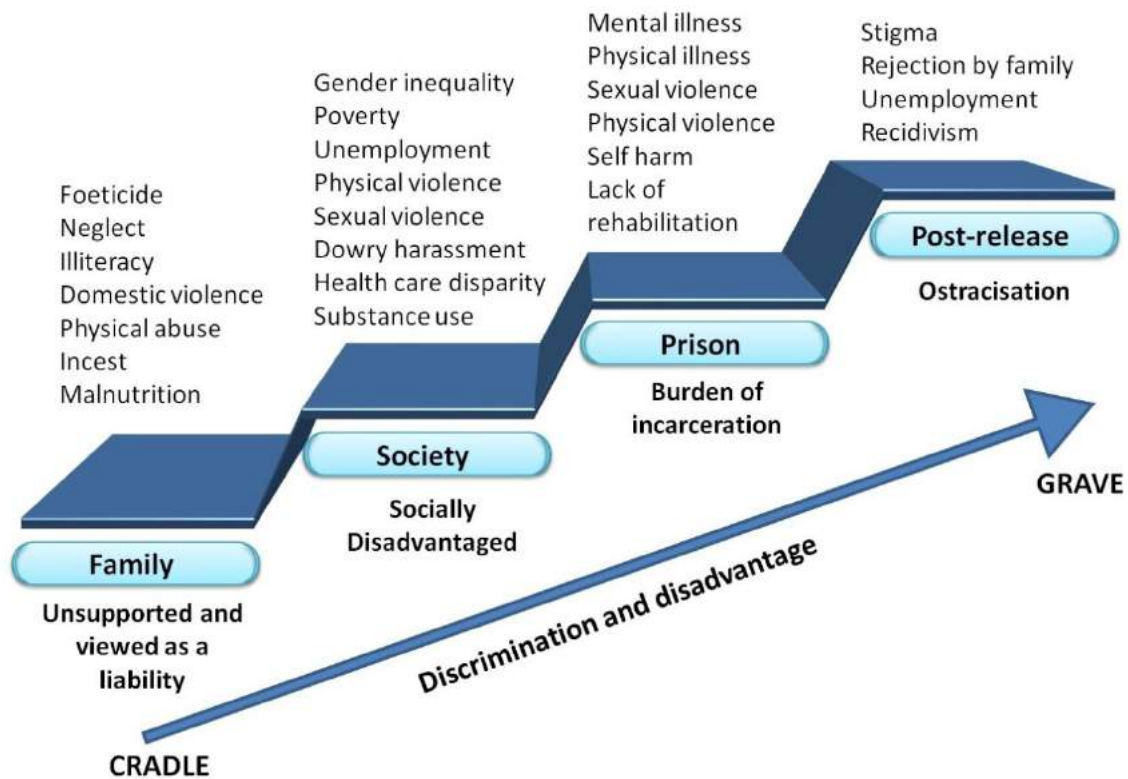 Foeticide
Neglect
Illiteracy
Domestic violence
Physical abuse
Incest
Malnutrition
Family
Unsupported and
viewed as a
liability
Gender inequality
Poverty
Unemployment
Physical violence
Sexual violence
Dowry harassment
Health care disparity
Substance use
Society
Socially
Disadvantaged
Mental illness
Physical illness
Sexual violence
Physical violence
Self harm
Lack of
rehabilitation
Prison
Burden of
incarceration
Stigma
Rejection by family
Unemployment
Recidivism
Post-release
Ostracisation
CRADLE
Discrimination and disadvantage
GRAVE